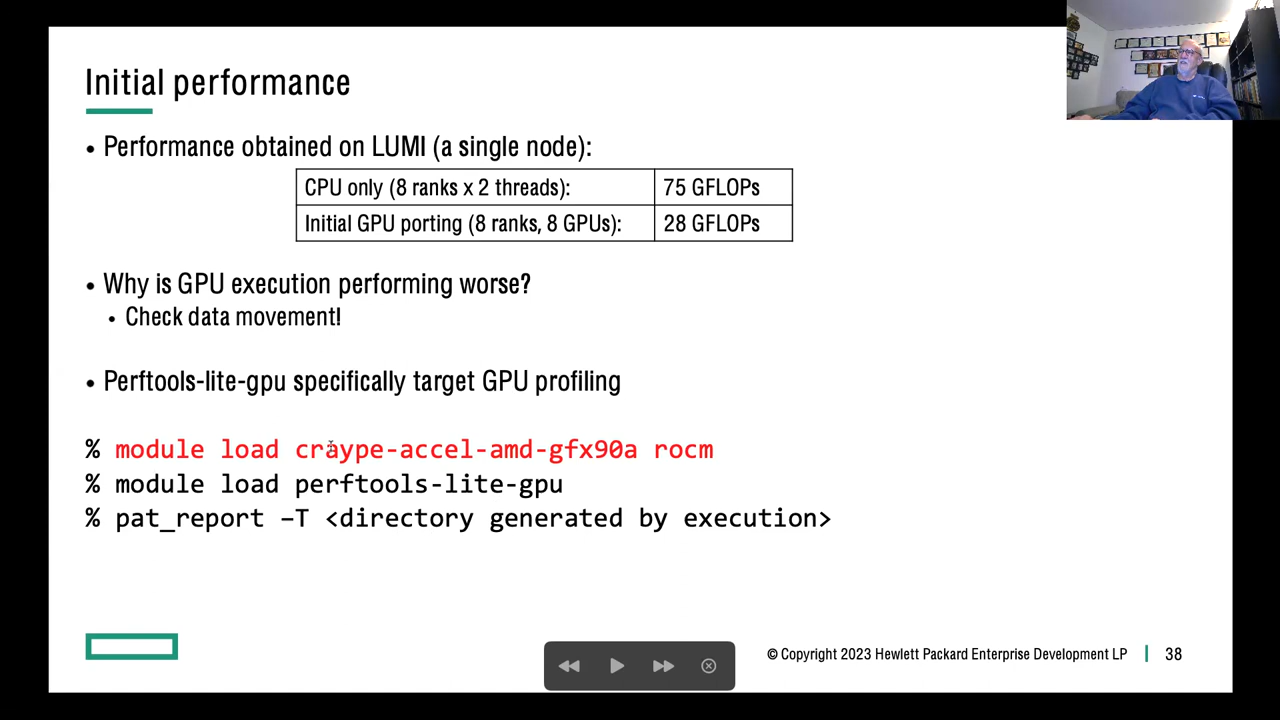 Initial performance
• Performance obtained on LUMI (a single node):
CPU only (8 ranks x 2 threads): 75 GFLOPs
Initial GPU porting (8 ranks, 8 GPUs): 28 GFLOPs
• Why is GPU execution performing worse?
• Check data movement!
• Perftools-lite-gpu specifically target GPU profiling
% module load craype-accel-amd-gfx90a rocm
% module load perftools-lite-gpu
% pat_report –T <directory generated by execution>
© Copyright 2023 Hewlett Packard Enterprise Development LP | 38